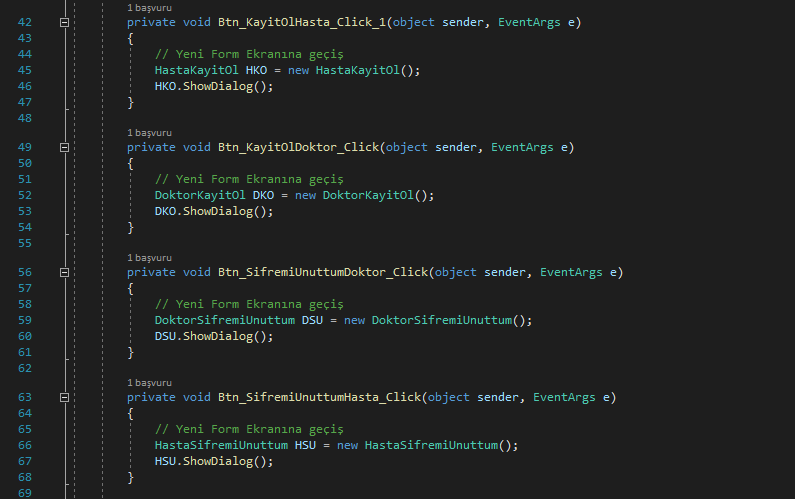 1 başvuru
42 private void Btn_KayitOlHasta_Click_1(object sender, EventArgs e)
43 {
44 // Yeni Form Ekranına geçiş
45 HastaKayitOl HKO = new HastaKayitOl();
46 HKO.ShowDialog();
47 }
48
1 başvuru
49 private void Btn_KayitOlDoktor_Click(object sender, EventArgs e)
50 {
51 // Yeni Form Ekranına geçiş
52 DoktorKayitOl DKO = new DoktorKayitOl();
53 DKO.ShowDialog();
54 }
55
1 başvuru
56 private void Btn_SifremiUnuttumDoktor_Click(object sender, EventArgs e)
57 {
58 // Yeni Form Ekranına geçiş
59 DoktorSifremiUnuttum DSU = new DoktorSifremiUnuttum();
60 DSU.ShowDialog();
61 }
62
1 başvuru
63 private void Btn_SifremiUnuttumHasta_Click(object sender, EventArgs e)
64 {
65 // Yeni Form Ekranına geçiş
66 HastaSifremiUnuttum HSU = new HastaSifremiUnuttum();
67 HSU.ShowDialog();
68 }
69